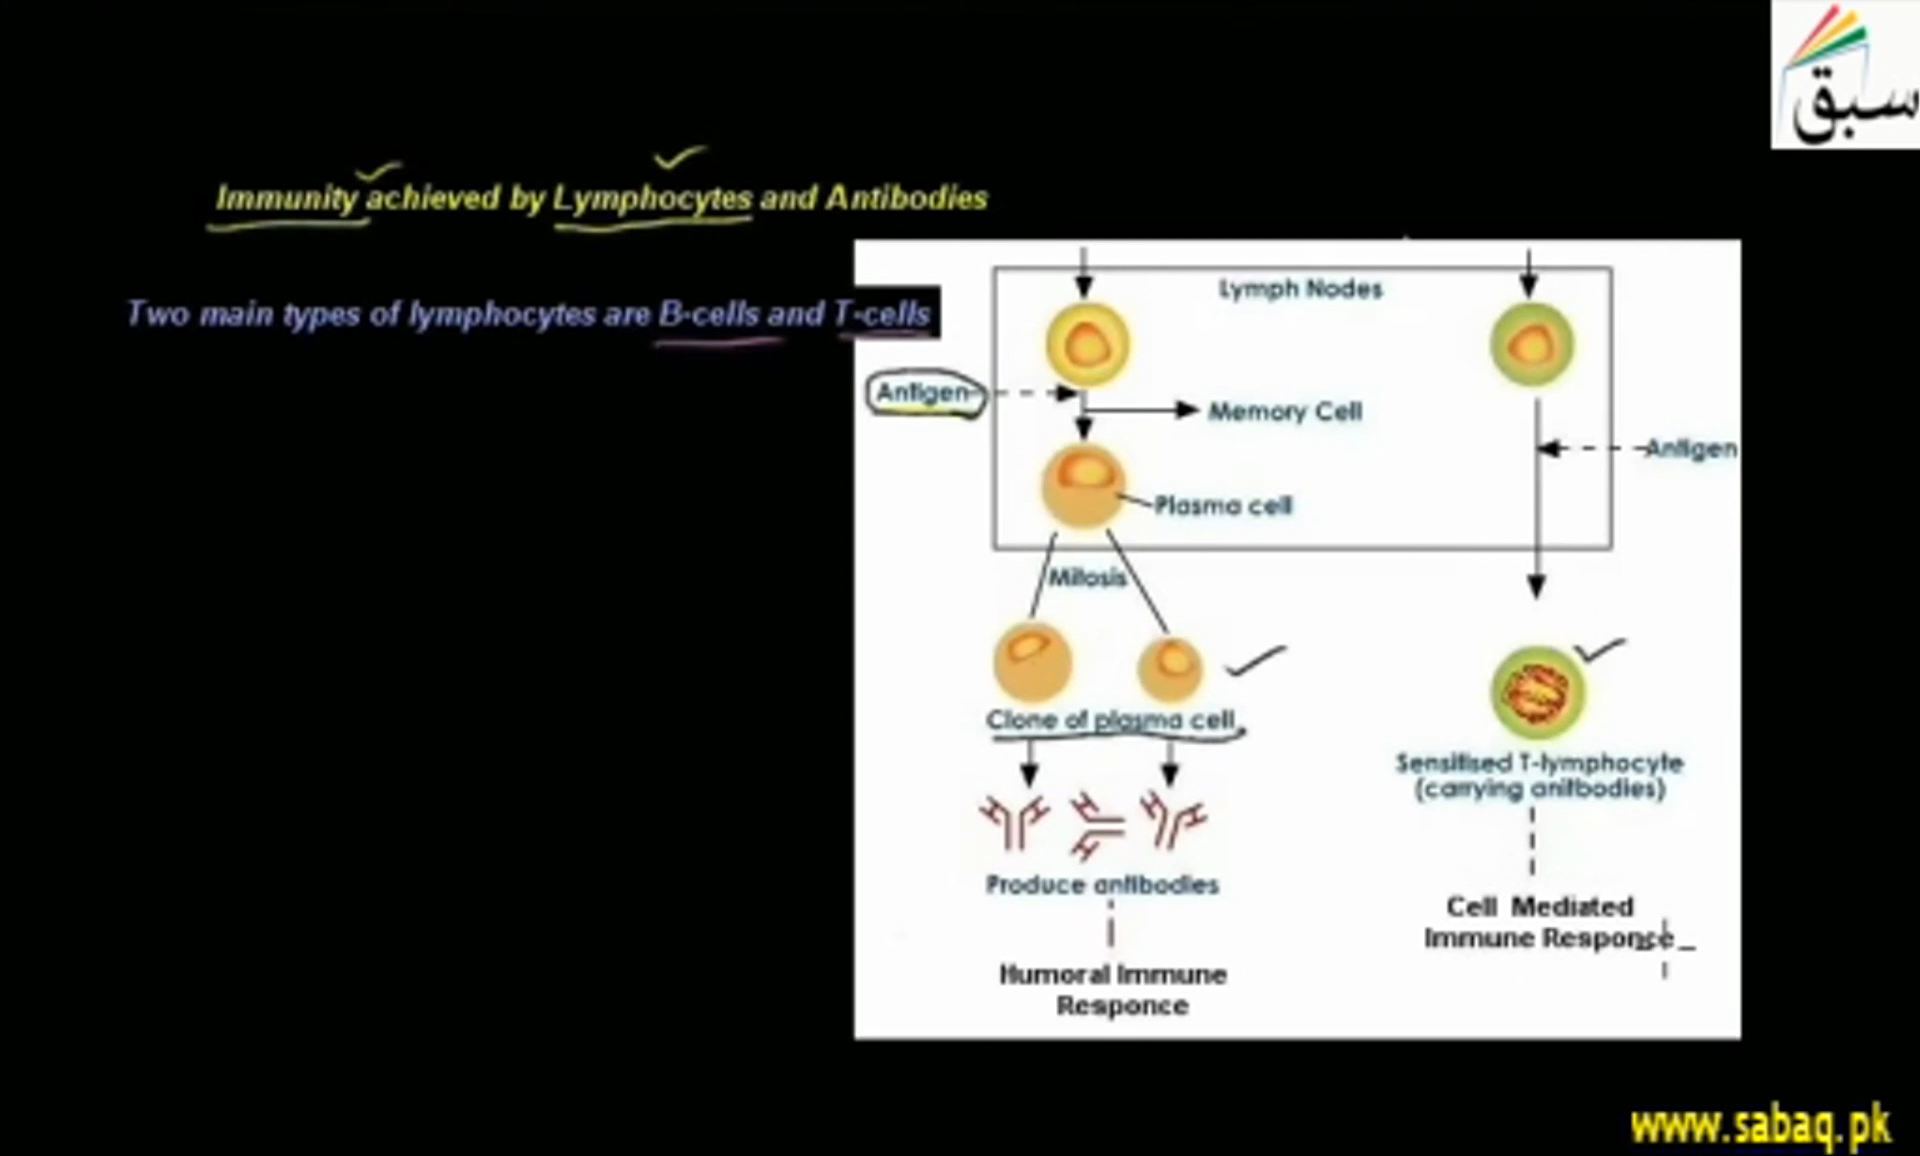 سبق
Immunity achieved by Lymphocytes and Antibodies
Two main types of lymphocytes are B-cells and T-cells
Lymph Nodes
Antigen
Memory Cell
Antigen
Plasma cell
Mitosis
Clone of plasma cell
Sensitised T-lymphocyte
(carrying anitbodies)
Produce antibodies
Cell Mediated
Immune Responce
Humoral Immune
Responce
www.sabaq.pk